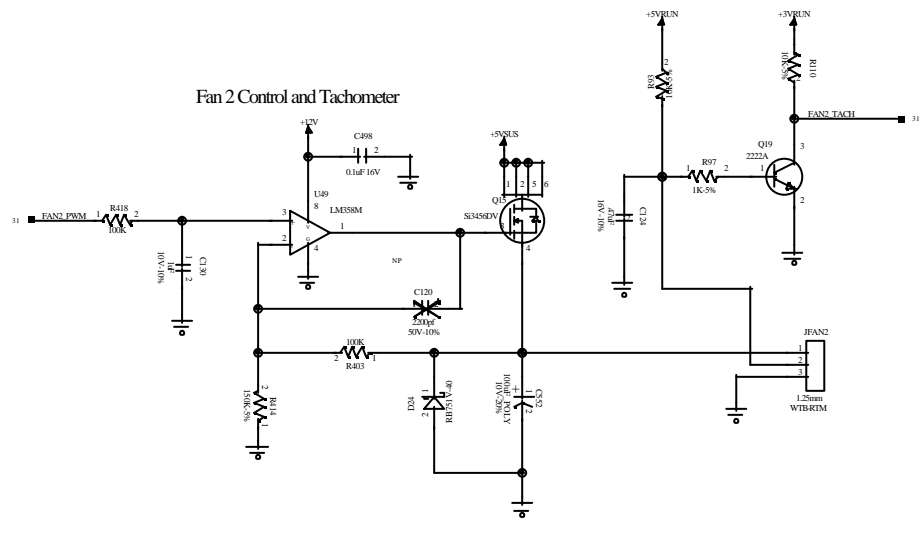 Fan 2 Control and Tachometer
+5VRUN
+3VRUN
2
R93
1
R110
10K-5%
FAN2_TACH
31
+12V
C498
1
2
0.1uF 16V
+5VSUS
1
2
5
6
Q15
Si3456DV
3
4
Q19
2222A
3
1
2
R97
1
2
1K-5%
C124
47uF
16V-10%
U49
8
LM358M
3
1
2
4
31
FAN2_PWM
R418
1
2
100K
C130
1
2
1uF
10V-10%
NP
C120
2200pf
50V-10%
100K
2
1
R403
2
R414
1
150K-5%
D24
1
2
RB751V-40
C552
1
2
+
100uF_POLY
10V-20%
JFAN2
1
2
3
1.25mm
WTB-RTM